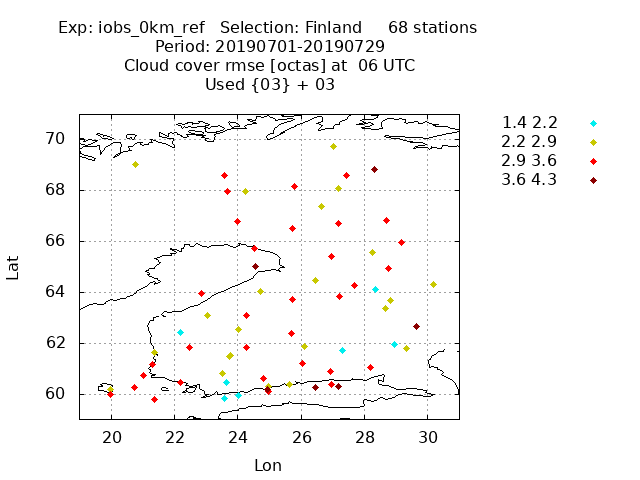 Exp: iobs_0km_ref   Selection: Finland     68 stations
Period: 20190701-20190729
Cloud cover rmse [octas] at  06 UTC
Used {03} + 03
1.4 2.2
2.2 2.9
2.9 3.6
3.6 4.3
70
68
66
64
62
60
Lat
20 22 24 26 28 30
Lon